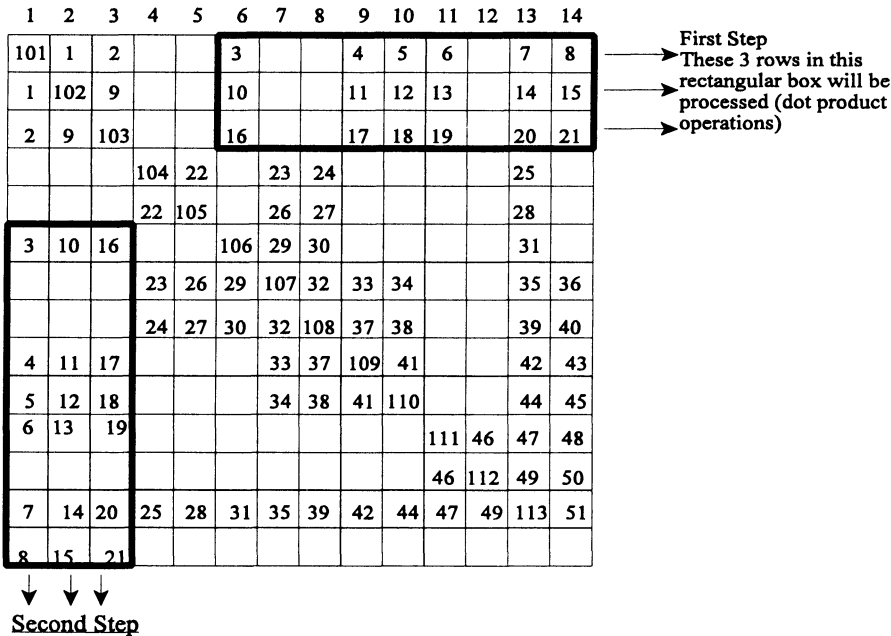 1 2 3 4 5 6 7 8 9 10 11 12 13 14
101 1 2 3 4 5 6 7 8
1 102 9 10 11 12 13 14 15
2 9 103 16 17 18 19 20 21
104 22 23 24 25
22 105 26 27 28
3 10 16 106 29 30 31
23 26 29 107 32 33 34 35 36
24 27 30 32 108 37 38 39 40
4 11 17 33 37 109 41 42 43
5 12 18 34 38 41 110 44 45
6 13 19 111 46 47 48
46 112 49 50
7 14 20 25 28 31 35 39 42 44 47 49 113 51
8 15 21
First Step
These 3 rows in this
rectangular box will be
processed (dot product
operations)
Second Step